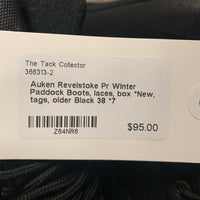 The Tack Collector
366313-2
Auken Revelstoke Pr Winter
Paddock Boots, laces, box *New,
tags, older Black 38 *7
Z64NR6
$95.00